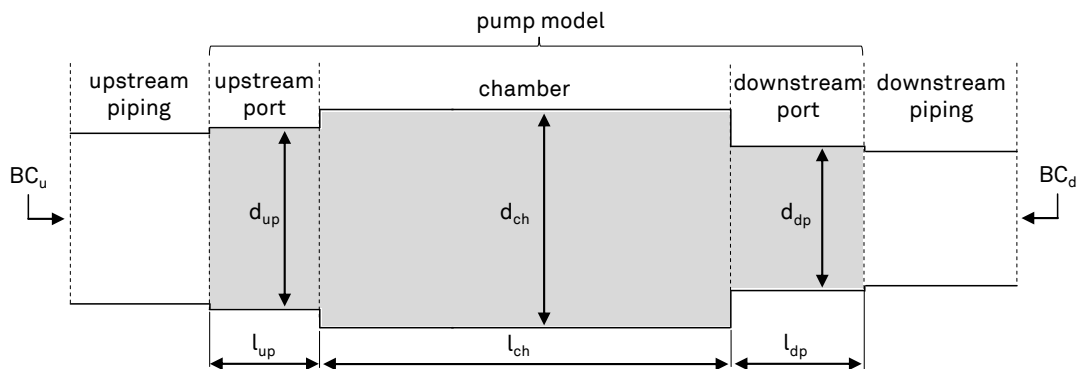 pump model
upstream
piping
upstream
port
chamber
downstream
port
downstream
piping
BCu
BCd
dup
dch
ddp
lup
lch
ldp